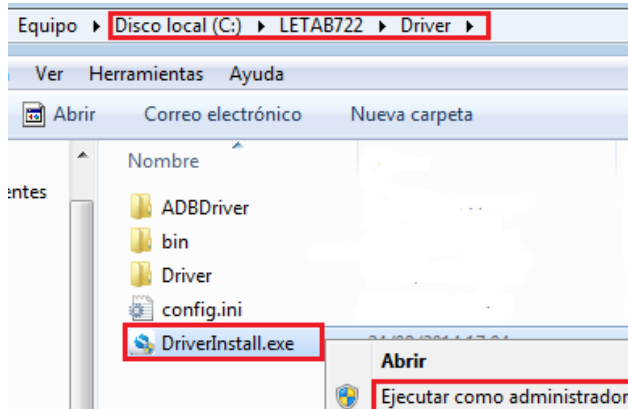 Equipo ▸ Disco local (C:) ▸ LETAB722 ▸ Driver ▸
Ver Herramientas Ayuda
Abrir Correo electrónico Nueva carpeta
Nombre
entes
ADBDriver
bin
Driver
config.ini
DriverInstall.exe
Abrir
Ejecutar como administrador